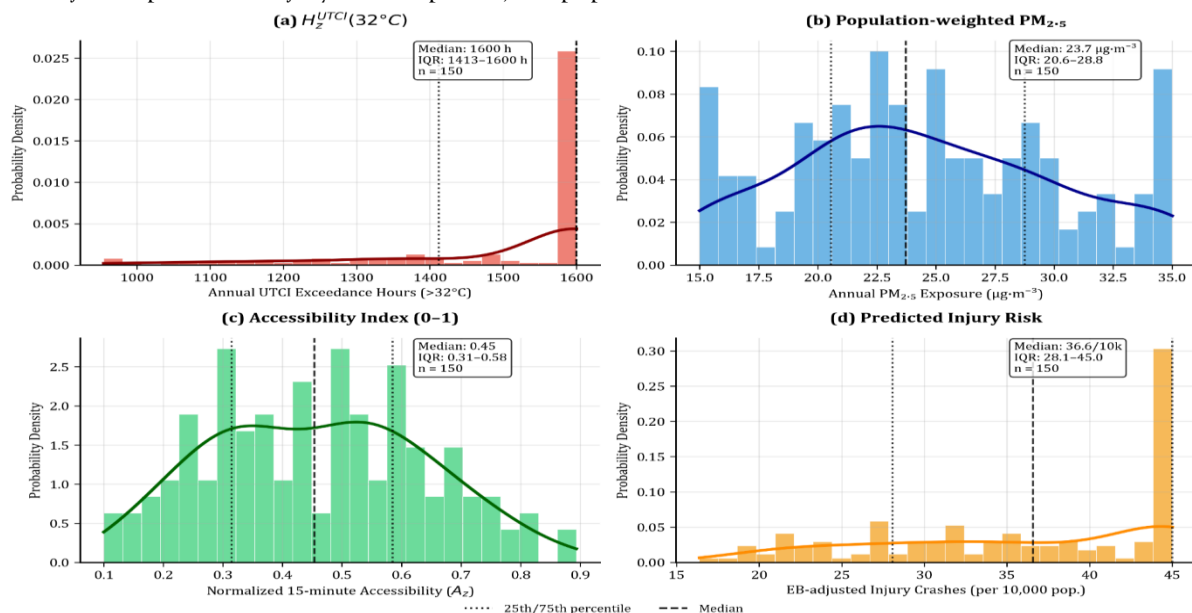 (a) H_z^{UTCI}(32°C)
Median: 1600 h
IQR: 1413–1600 h
n = 150
Probability Density
0.025
0.020
0.015
0.010
0.005
0.000
1000 1100 1200 1300 1400 1500 1600
Annual UTCI Exceedance Hours (>32°C)
(b) Population-weighted PM₂.₅
Median: 23.7 μg·m⁻³
IQR: 20.6–28.8
n = 150
Probability Density
0.10
0.08
0.06
0.04
0.02
0.00
15.0 17.5 20.0 22.5 25.0 27.5 30.0 32.5 35.0
Annual PM₂.₅ Exposure (μg·m⁻³)
(c) Accessibility Index (0–1)
Median: 0.45
IQR: 0.31–0.58
n = 150
Probability Density
2.5
2.0
1.5
1.0
0.5
0.0
0.1 0.2 0.3 0.4 0.5 0.6 0.7 0.8 0.9
Normalized 15-minute Accessibility (A_z)
(d) Predicted Injury Risk
Median: 36.6/10k
IQR: 28.1–45.0
n = 150
Probability Density
0.30
0.25
0.20
0.15
0.10
0.05
0.00
15 20 25 30 35 40 45
EB-adjusted Injury Crashes (per 10,000 pop.)
25th/75th percentile Median